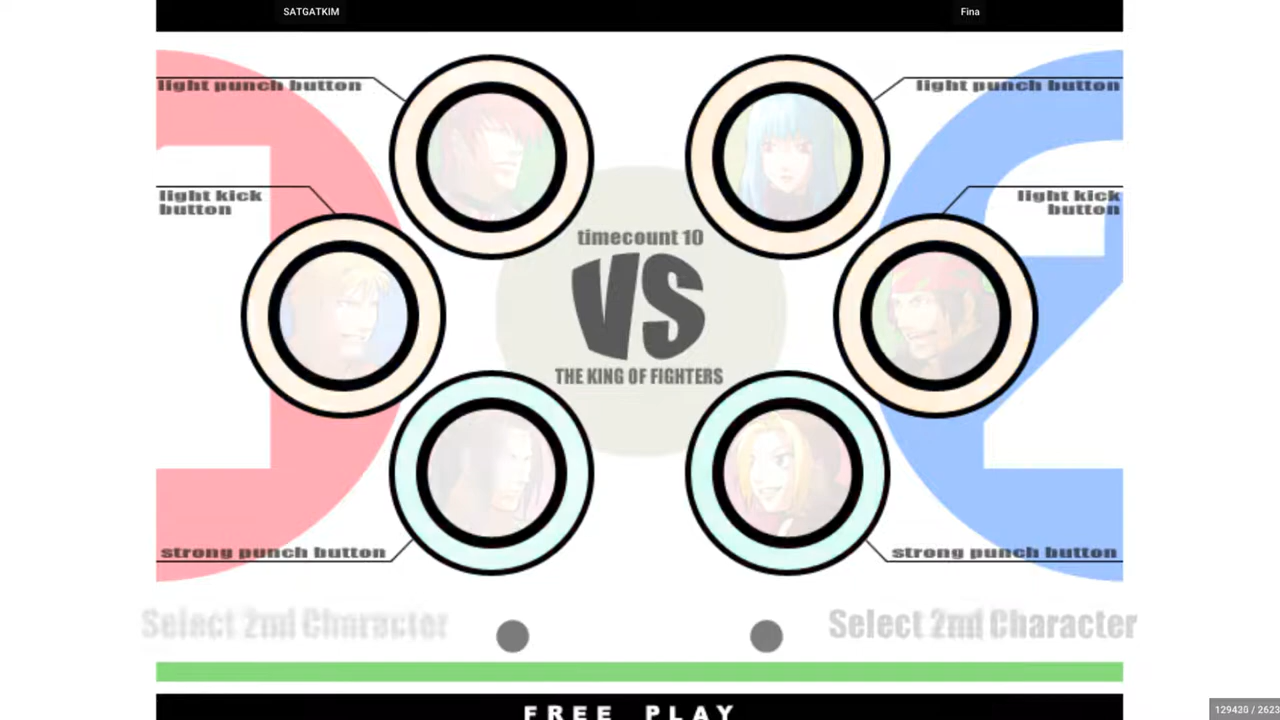 SATGATKIM
Fina
light punch button
light punch button
light kick
button
light kick
button
timecount 10
VS
THE KING OF FIGHTERS
strong punch button
strong punch button
Select 2nd Character
Select 2nd Character
FREE PLAY